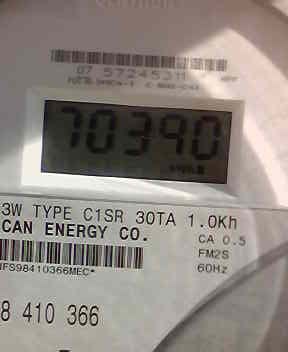 07 57245311
70390
3W TYPE C1SR 30TA 1.0Kh
CAN ENERGY CO.
CA 0.5
FM2S
60Hz
NFS98410366MEC*
8 410 366